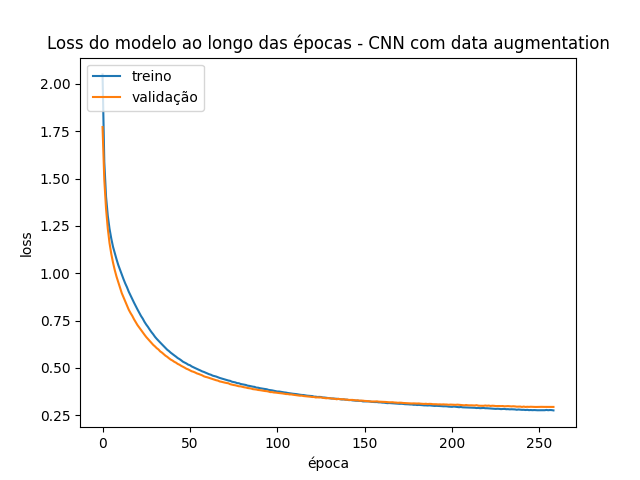 Loss do modelo ao longo das épocas - CNN com data augmentation
treino
validação
2.00
1.75
1.50
1.25
1.00
0.75
0.50
0.25
loss
0 50 100 150 200 250
época